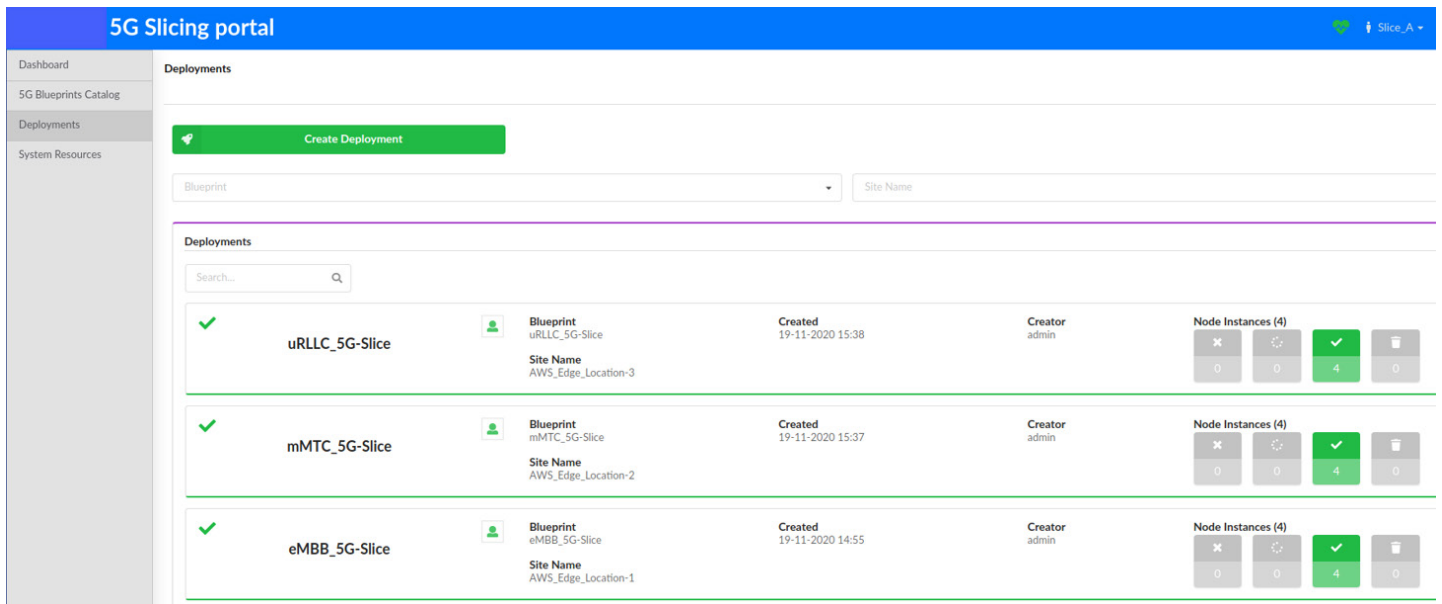 5G Slicing portal
Slice_A
Dashboard
5G Blueprints Catalog
Deployments
System Resources
Deployments
Create Deployment
Blueprint
Site Name
Deployments
Search...
uRLLC_5G-Slice
Blueprint
uRLLC_5G-Slice
Site Name
AWS_Edge_Location-3
Created
19-11-2020 15:38
Creator
admin
Node Instances (4)
0 0 4 0
mMTC_5G-Slice
Blueprint
mMTC_5G-Slice
Site Name
AWS_Edge_Location-2
Created
19-11-2020 15:37
Creator
admin
Node Instances (4)
0 0 4 0
eMBB_5G-Slice
Blueprint
eMBB_5G-Slice
Site Name
AWS_Edge_Location-1
Created
19-11-2020 14:55
Creator
admin
Node Instances (4)
0 0 4 0